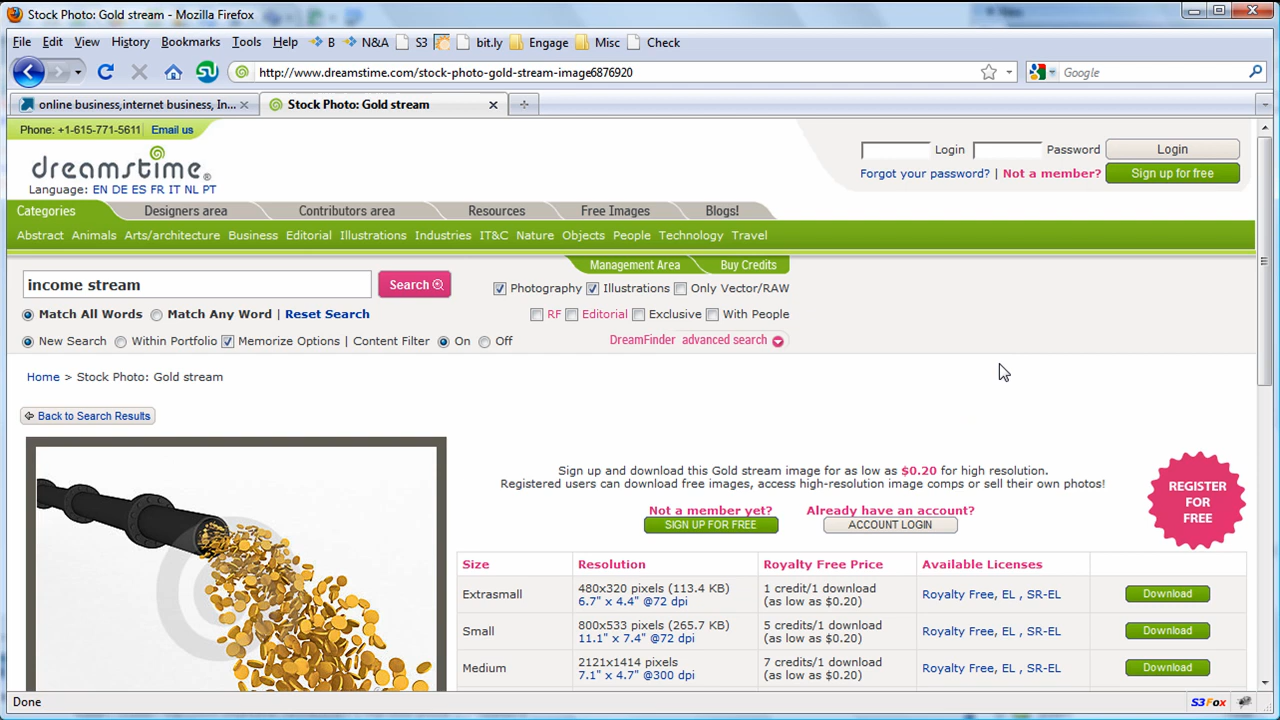 Stock Photo: Gold stream - Mozilla Firefox
File Edit View History Bookmarks Tools Help B N&A S3 bit.ly Engage Misc Check
http://www.dreamstime.com/stock-photo-gold-stream-image6876920 Google
online business,internet business, In... Stock Photo: Gold stream
Phone: +1-615-771-5611 Email us
Login Password Login
dreamstime®
Forgot your password? | Not a member? Sign up for free
Language: EN DE ES FR IT NL PT
Categories Designers area Contributors area Resources Free Images Blogs!
Abstract Animals Arts/architecture Business Editorial Illustrations Industries IT&C Nature Objects People Technology Travel
Management Area Buy Credits
income stream Search
Photography Illustrations Only Vector/RAW
Match All Words Match Any Word | Reset Search
RF Editorial Exclusive With People
New Search Within Portfolio Memorize Options | Content Filter On Off
DreamFinder advanced search
Home > Stock Photo: Gold stream
Back to Search Results
Sign up and download this Gold stream image for as low as $0.20 for high resolution.
Registered users can download free images, access high-resolution image comps or sell their own photos!
Not a member yet? Already have an account?
SIGN UP FOR FREE ACCOUNT LOGIN
REGISTER
FOR
FREE
Size Resolution Royalty Free Price Available Licenses
Extrasmall 480x320 pixels (113.4 KB) 1 credit/1 download Royalty Free, EL , SR-EL Download
6.7" x 4.4" @72 dpi (as low as $0.20)
Small 800x533 pixels (265.7 KB) 5 credits/1 download Royalty Free, EL , SR-EL Download
11.1" x 7.4" @72 dpi (as low as $0.20)
Medium 2121x1414 pixels 7 credits/1 download Royalty Free, EL , SR-EL Download
7.1" x 4.7" @300 dpi (as low as $0.20)
Done S3Fox